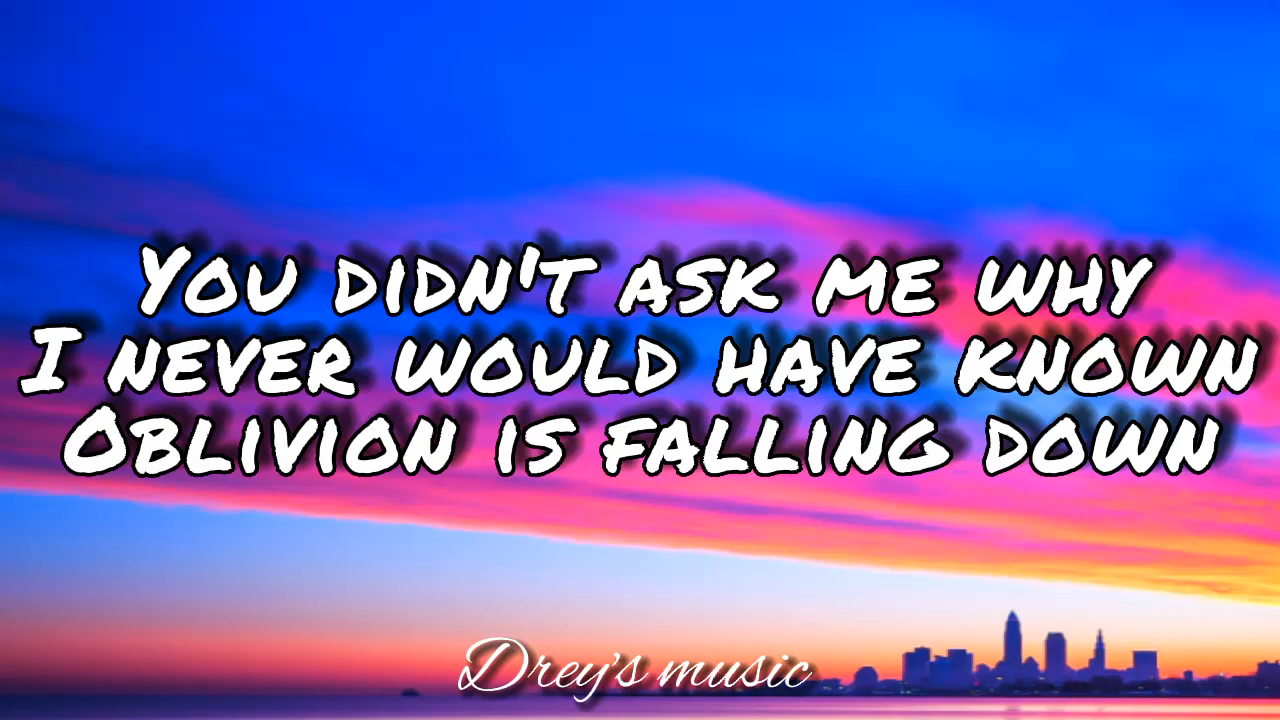 You didn't ask me why
I never would have known
Oblivion is falling down
Drey's music